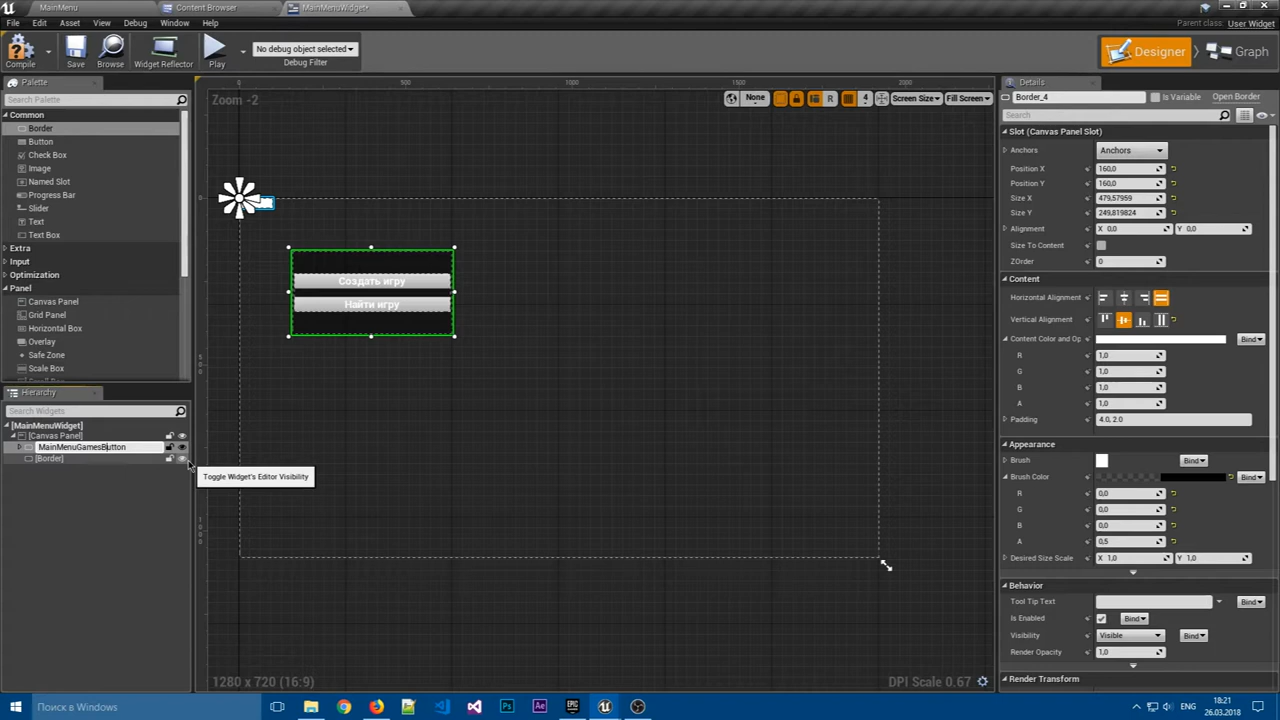 MainMenu
Content Browser
MainMenuWidget*
File Edit Asset View Debug Window Help
Parent class: User Widget
Compile
Save
Browse
Widget Reflector
Play
No debug object selected
Debug Filter
Designer
Graph
Palette
Search Palette
Common
Border
Button
Check Box
Image
Named Slot
Progress Bar
Slider
Text
Text Box
Extra
Input
Optimization
Panel
Canvas Panel
Grid Panel
Horizontal Box
Overlay
Safe Zone
Scale Box
Hierarchy
Search Widgets
[MainMenuWidget]
[Canvas Panel]
MainMenuGamesButton
[Border]
Toggle Widget's Editor Visibility
0 500 1000 1500 2000
Zoom -2
None
R
4
Screen Size
Fill Screen
Создать игру
Найти игру
1280 x 720 (16:9)
DPI Scale 0.67
Details
Border_4
Is Variable
Open Border
Search
Slot (Canvas Panel Slot)
Anchors Anchors
Position X 160,0
Position Y 160,0
Size X 479,57959
Size Y 249,819824
Alignment X 0,0 Y 0,0
Size To Content
ZOrder 0
Content
Horizontal Alignment
Vertical Alignment
Content Color and Op Bind
R 1,0
G 1,0
B 1,0
A 1,0
Padding 4.0, 2.0
Appearance
Brush Bind
Brush Color Bind
R 0,0
G 0,0
B 0,0
A 0,5
Desired Size Scale X 1,0 Y 1,0
Behavior
Tool Tip Text Bind
Is Enabled Bind
Visibility Visible Bind
Render Opacity 1,0
Render Transform
Поиск в Windows
Ps
Ae
EPIC
ENG
18:21
26.03.2018